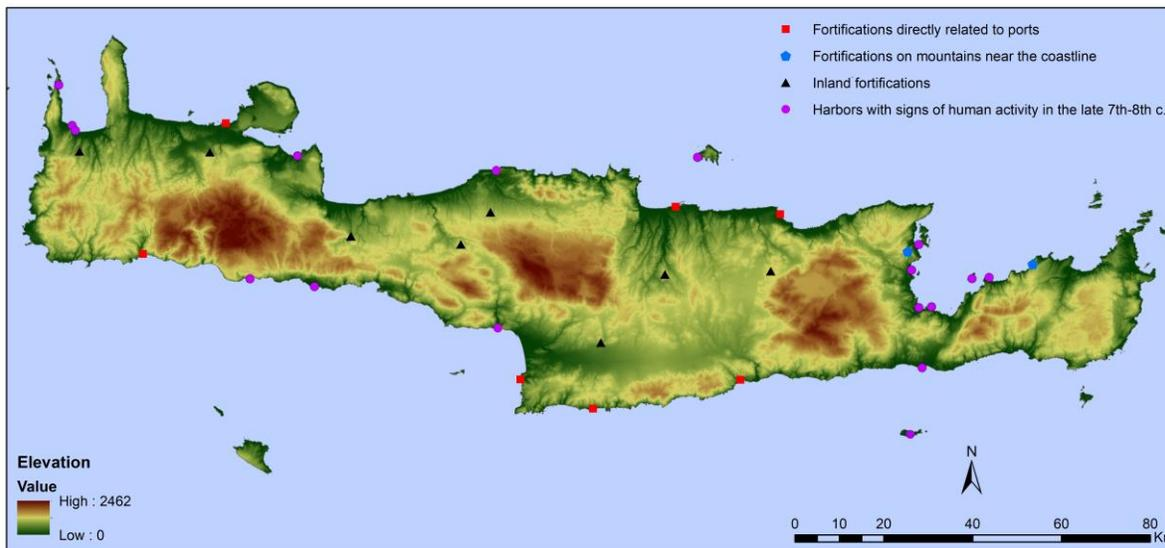 Fortifications directly related to ports
Fortifications on mountains near the coastline
Inland fortifications
Harbors with signs of human activity in the late 7th-8th c.
Elevation
Value
High : 2462
Low : 0
N
0 10 20 40 60 80